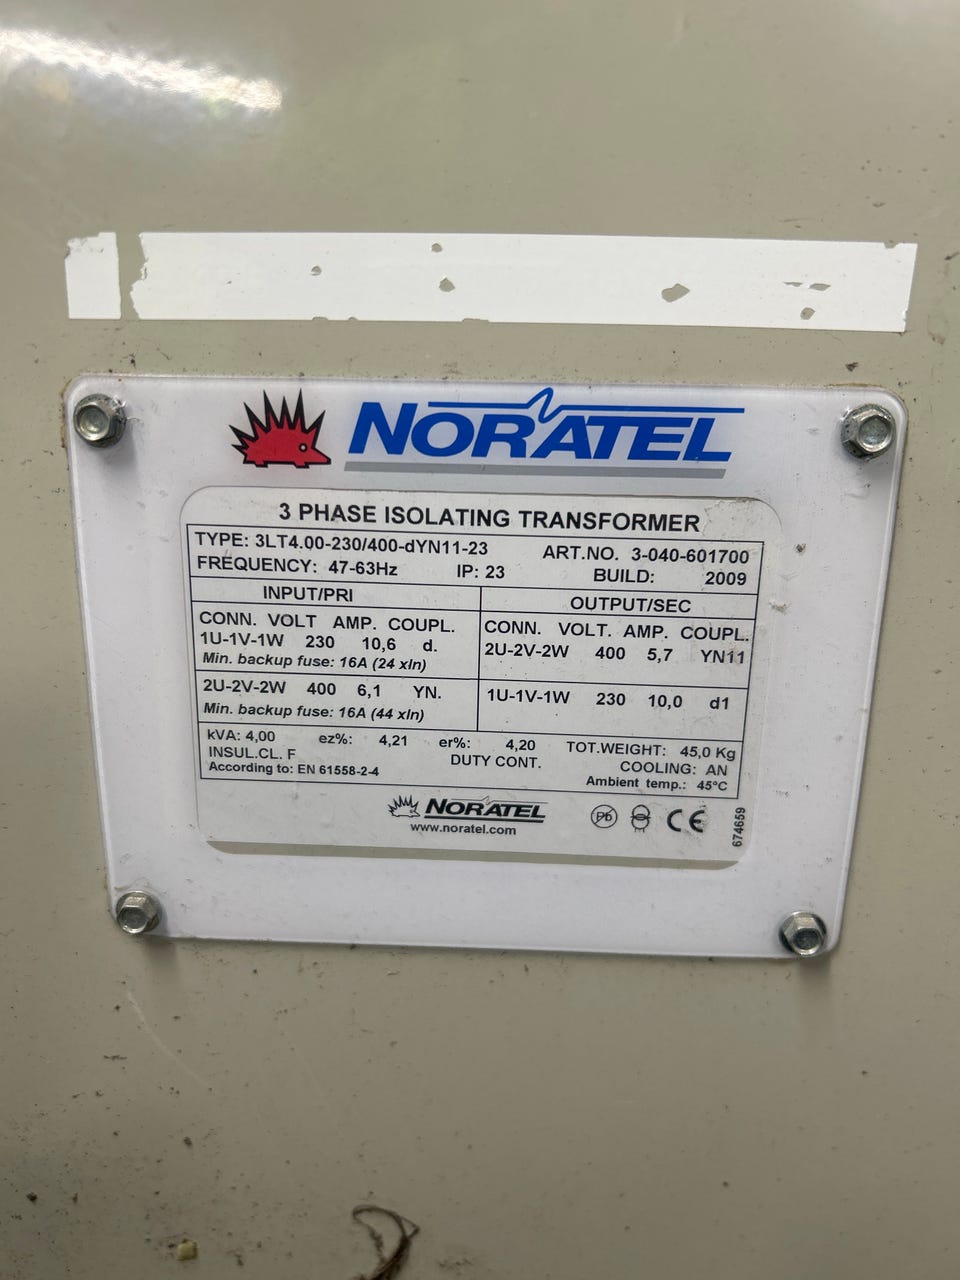 NORATEL
3 PHASE ISOLATING TRANSFORMER
TYPE: 3LT4.00-230/400-dYN11-23 ART.NO. 3-040-601700
FREQUENCY: 47-63Hz IP: 23 BUILD: 2009
INPUT/PRI OUTPUT/SEC
CONN. VOLT AMP. COUPL. CONN. VOLT. AMP. COUPL.
1U-1V-1W 230 10,6 d. 2U-2V-2W 400 5,7 YN11
Min. backup fuse: 16A (24 xIn)
2U-2V-2W 400 6,1 YN. 1U-1V-1W 230 10,0 d1
Min. backup fuse: 16A (44 xIn)
kVA: 4,00 ez%: 4,21 er%: 4,20 TOT.WEIGHT: 45,0 Kg
INSUL.CL. F DUTY CONT. COOLING: AN
According to: EN 61558-2-4 Ambient temp.: 45°C
NORATEL
www.noratel.com
Pb CE
674659